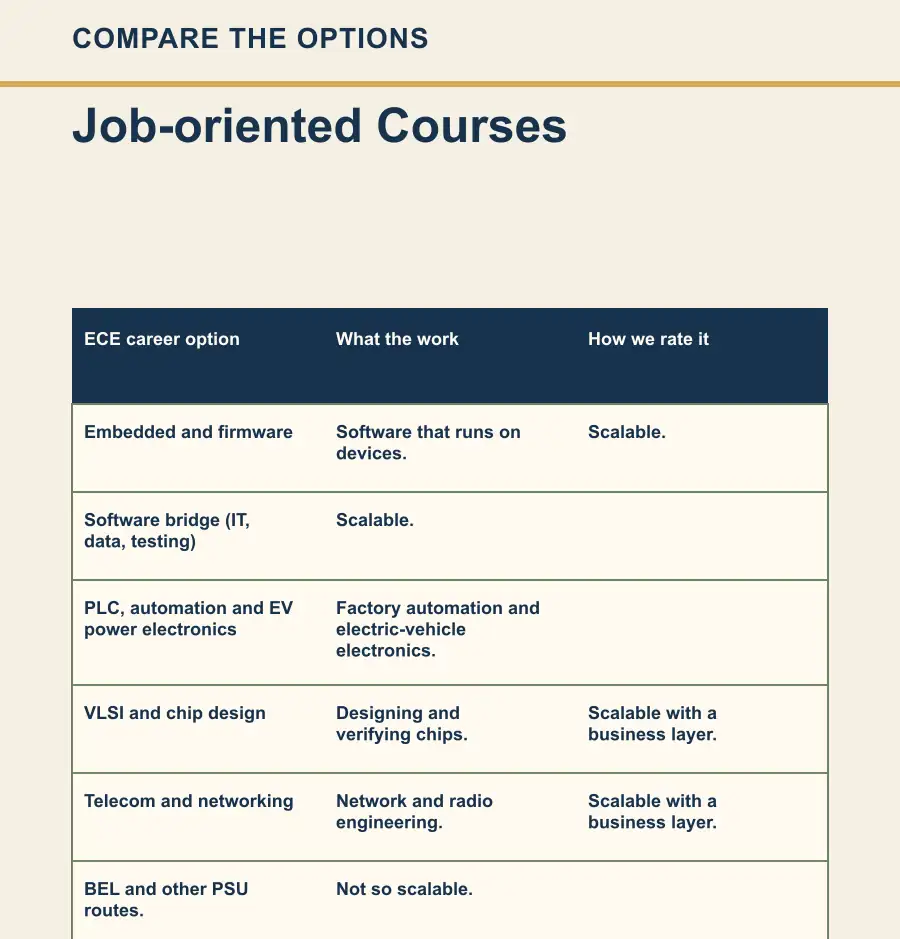 COMPARE THE OPTIONS
Job-oriented Courses
ECE career option What the work How we rate it
Embedded and firmware Software that runs on Scalable.
devices.
Software bridge (IT, Scalable.
data, testing)
PLC, automation and EV Factory automation and
power electronics electric-vehicle
electronics.
VLSI and chip design Designing and Scalable with a
verifying chips. business layer.
Telecom and networking Network and radio Scalable with a
engineering. business layer.
BEL and other PSU Not so scalable.
routes.